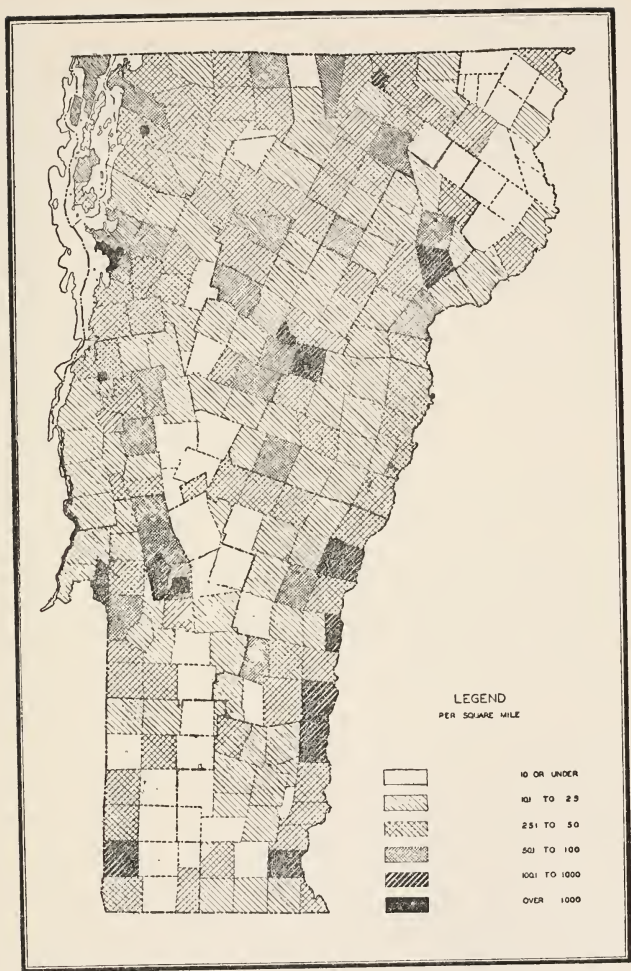 LEGEND
PER SQUARE MILE
10 OR UNDER
10.1 TO 25
25.1 TO 50
50.1 TO 100
100.1 TO 1000
OVER 1000